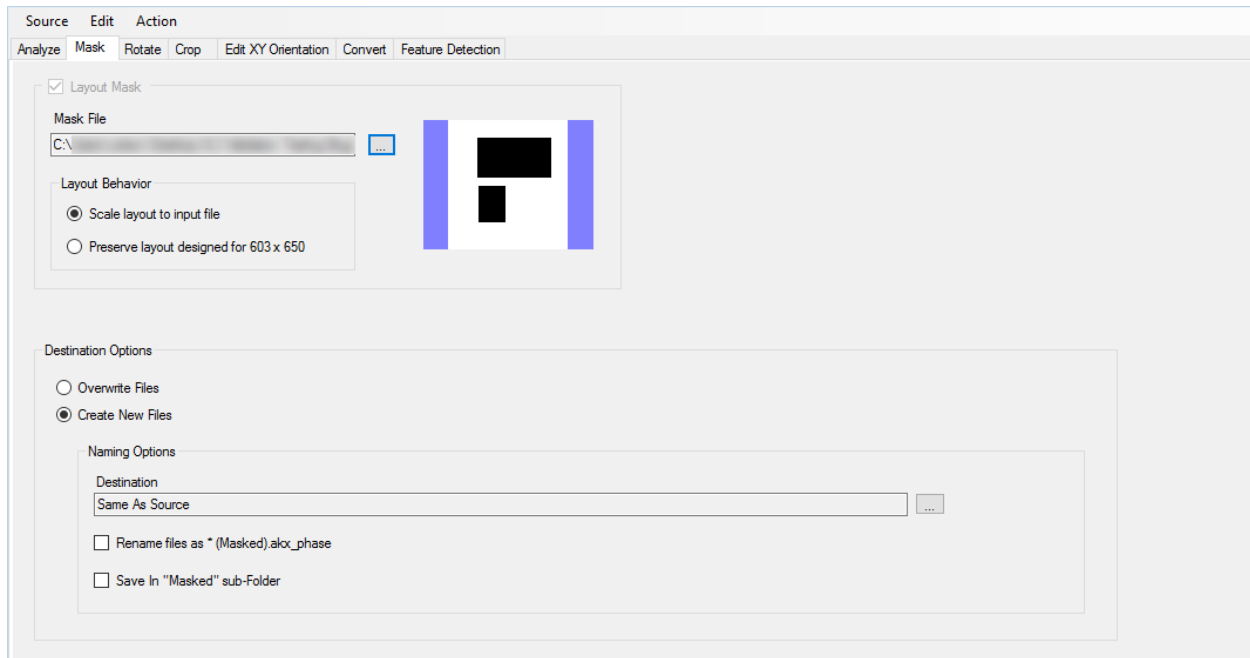 Source Edit Action
Analyze Mask Rotate Crop Edit XY Orientation Convert Feature Detection
Layout Mask
Mask File
C:\
...
Layout Behavior
Scale layout to input file
Preserve layout designed for 603 x 650
Destination Options
Overwrite Files
Create New Files
Naming Options
Destination
Same As Source
...
Rename files as * (Masked).akx_phase
Save In "Masked" sub-Folder